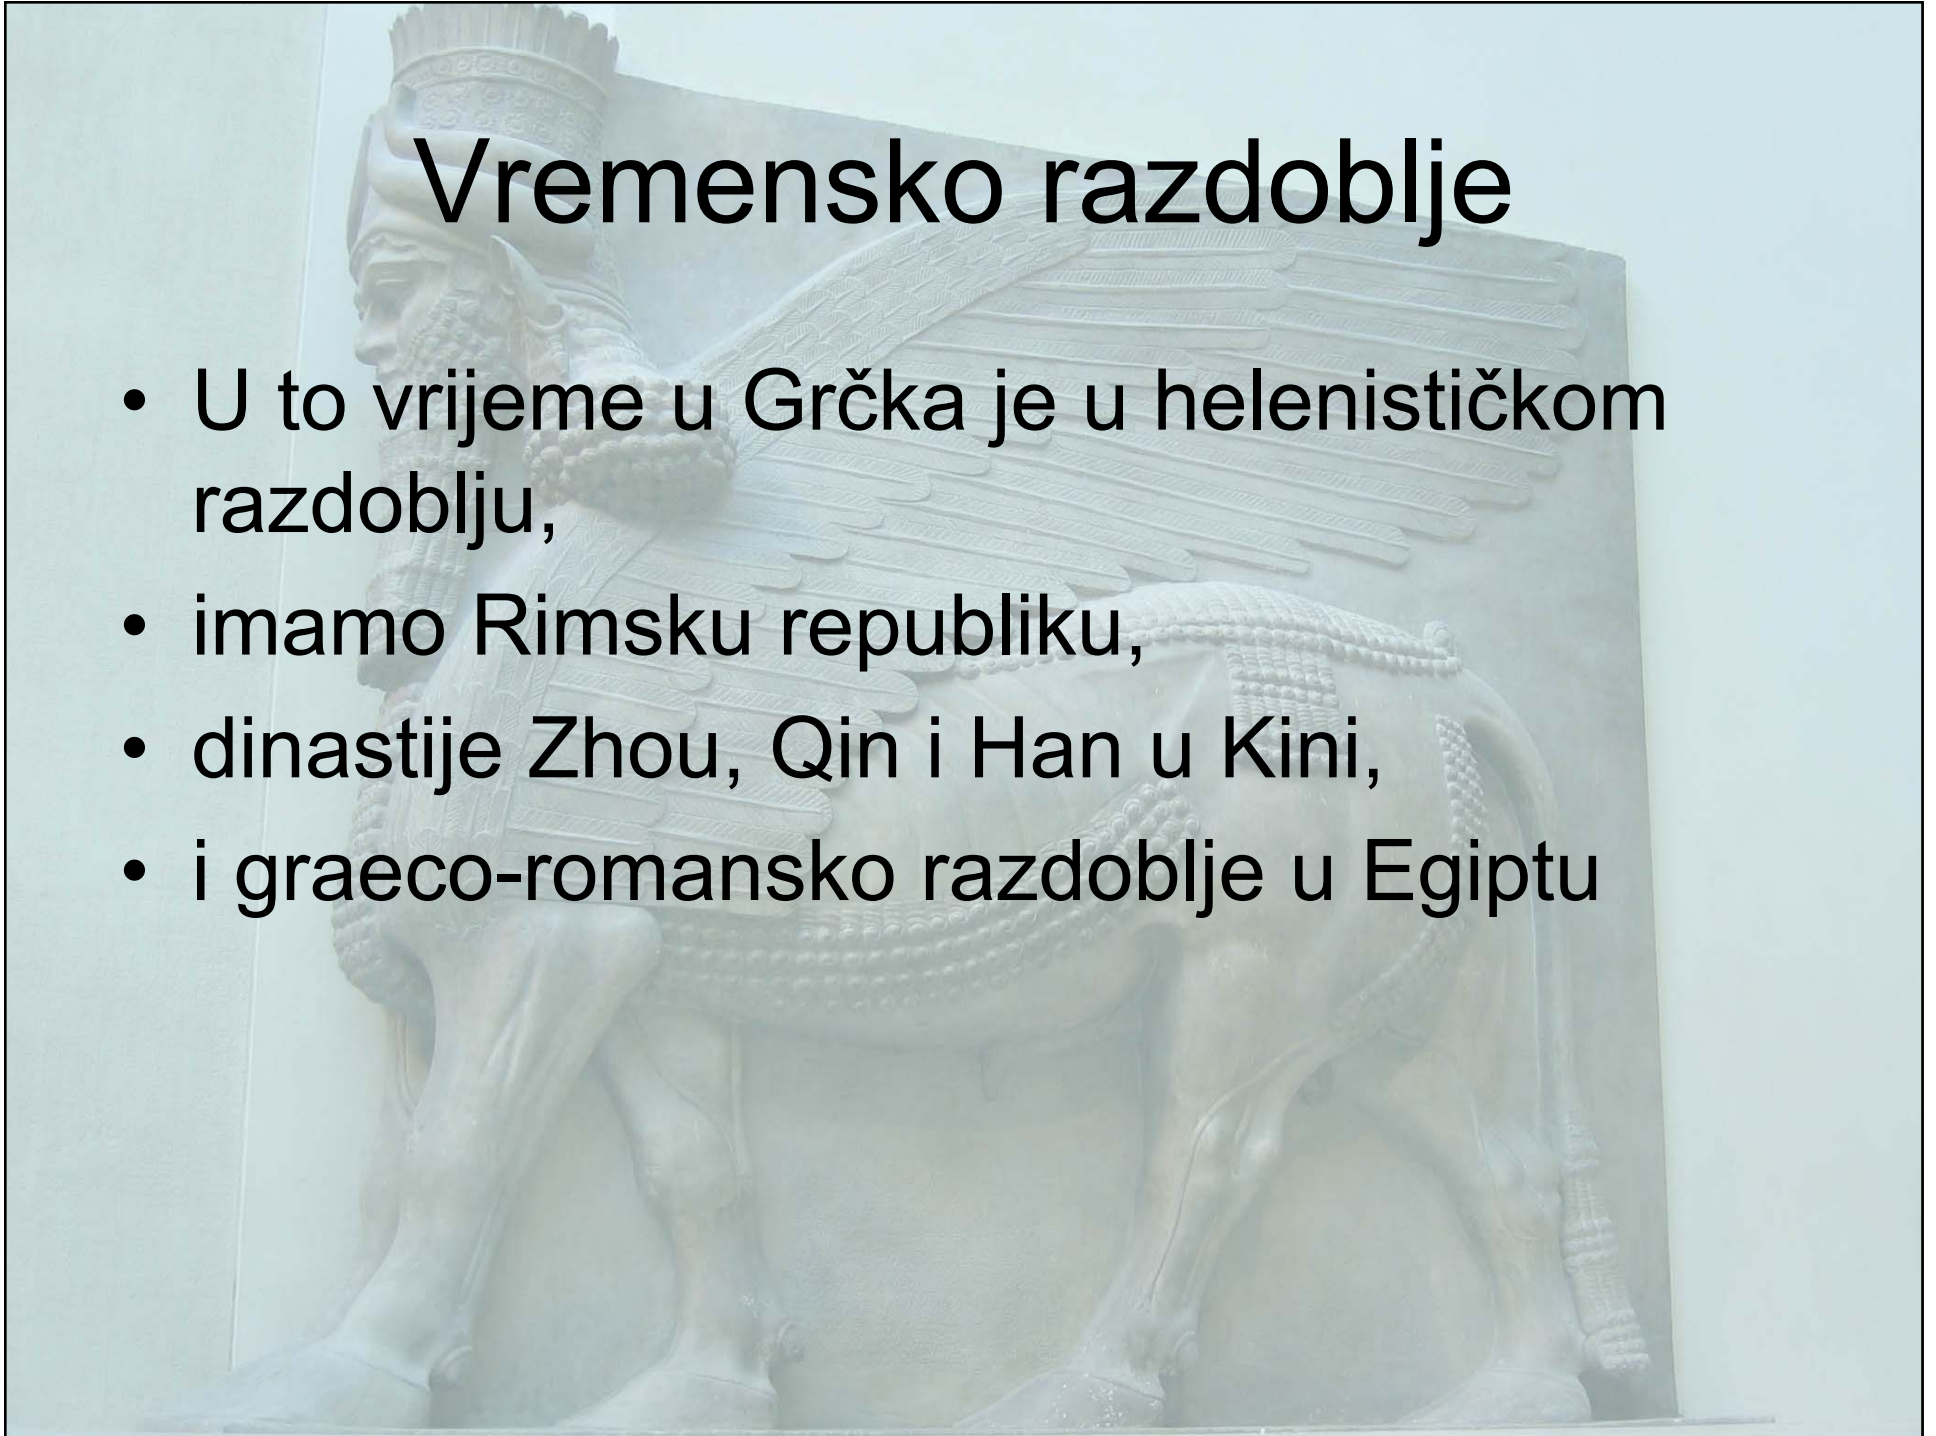 Vremensko razdoblje
• U to vrijeme u Grčka je u helenističkom
razdoblju,
• imamo Rimsku republiku,
• dinastije Zhou, Qin i Han u Kini,
• i graeco-romansko razdoblje u Egiptu